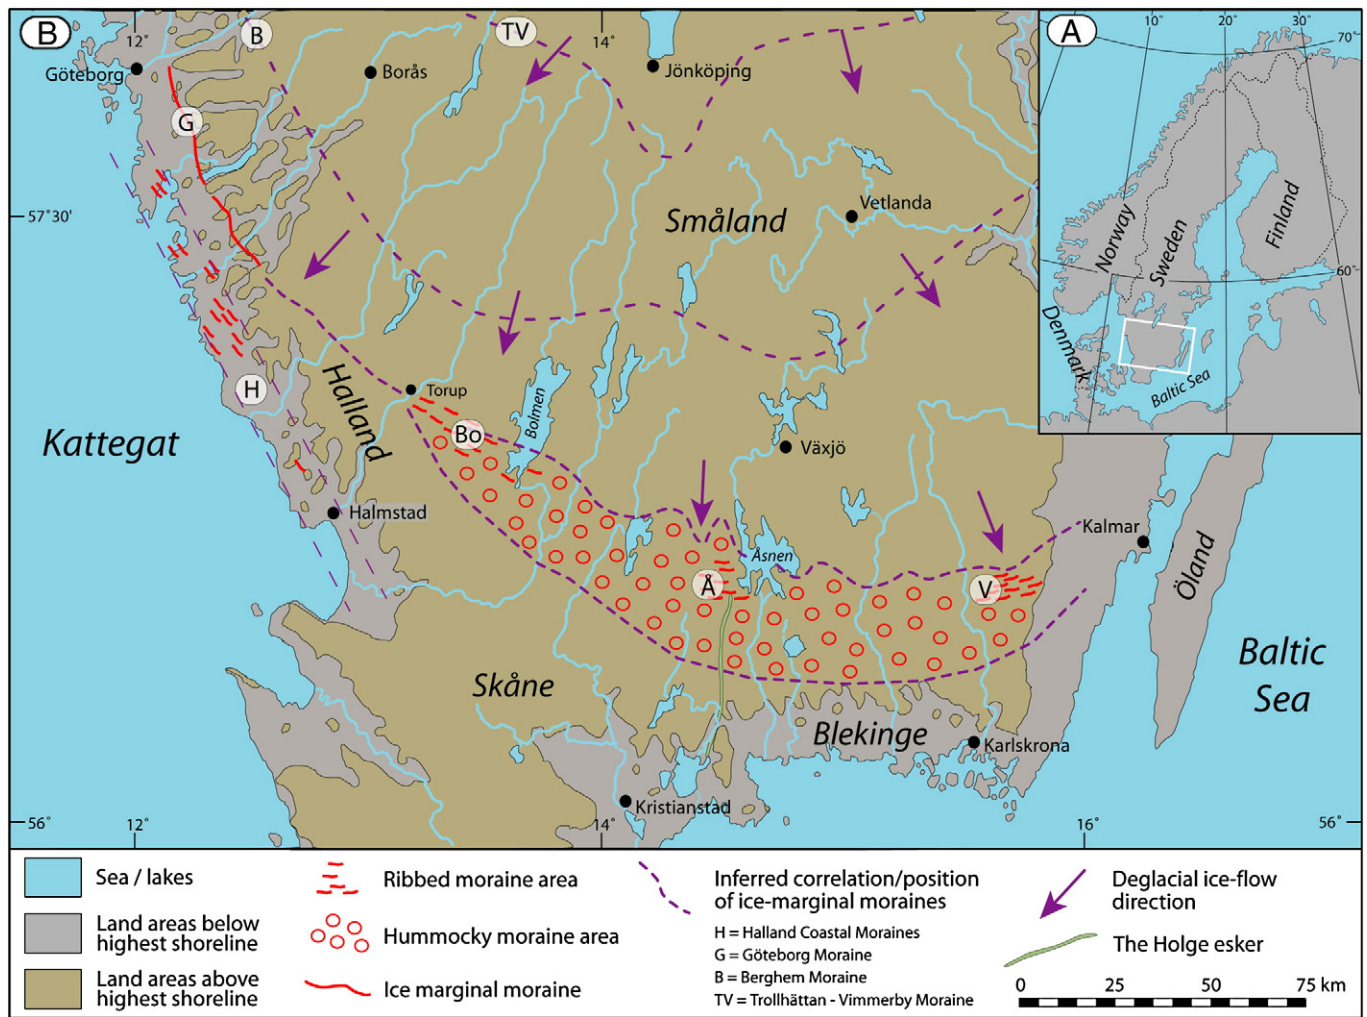 B
12°
B
TV
14°
A
10°
20°
30°
70°
Göteborg
Borås
Jönköping
G
57°30'
Småland
Vetlanda
Norway
Sweden
Finland
60°
Denmark
Baltic Sea
H
Halland
Torup
Bolmen
Kattegat
Bo
Växjö
Halmstad
Kalmar
Åsnen
Öland
Å
V
Skåne
Baltic
Sea
Blekinge
Karlskrona
Kristianstad
56°
12°
14°
16°
56°
Sea / lakes
Land areas below
highest shoreline
Land areas above
highest shoreline
Ribbed moraine area
Hummocky moraine area
Ice marginal moraine
Inferred correlation/position
of ice-marginal moraines
H = Halland Coastal Moraines
G = Göteborg Moraine
B = Berghem Moraine
TV = Trollhättan - Vimmerby Moraine
Deglacial ice-flow
direction
The Holge esker
0 25 50 75 km